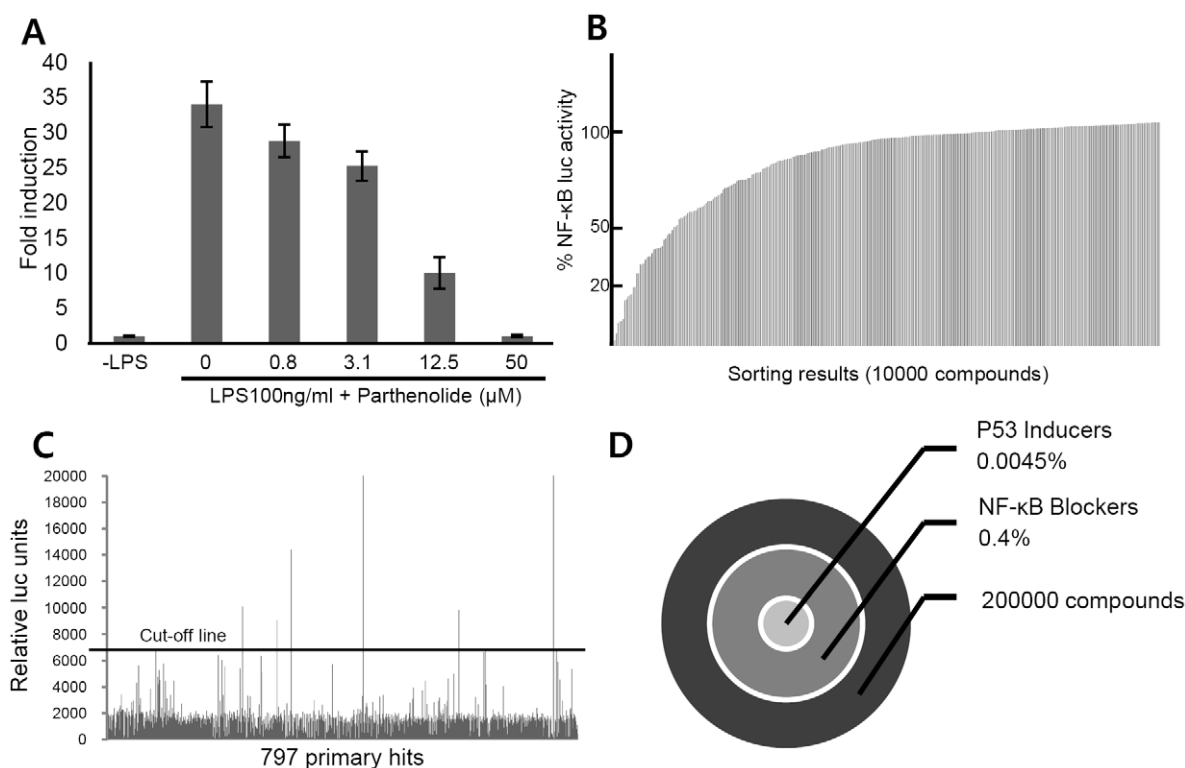 A
Fold induction
40
35
30
25
20
15
10
5
0
-LPS
0
0.8
3.1
12.5
50
LPS100ng/ml + Parthenolide (µM)
B
% NF-κB luc activity
100
50
20
Sorting results (10000 compounds)
C
Relative luc units
20000
18000
16000
14000
12000
10000
8000
6000
4000
2000
0
Cut-off line
797 primary hits
D
P53 Inducers
0.0045%
NF-κB Blockers
0.4%
200000 compounds